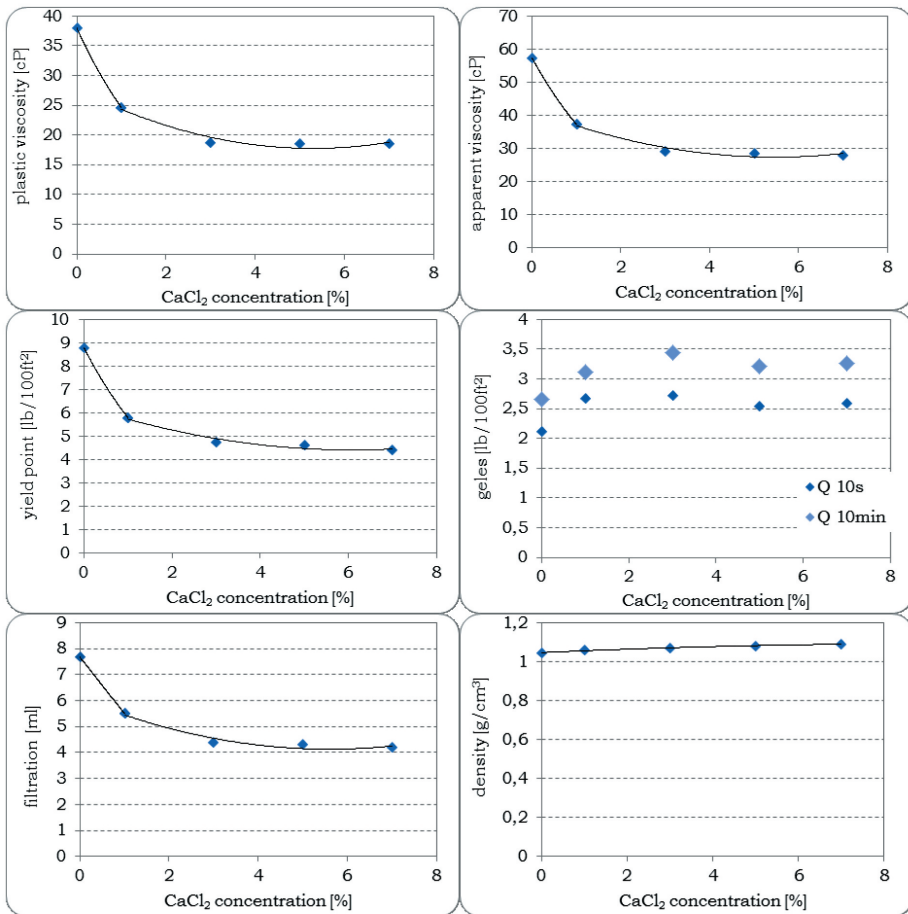 plastic viscosity [cP]
40
35
30
25
20
15
10
5
0
0 2 4 6 8
CaCl₂ concentration [%]
apparent viscosity [cP]
70
60
50
40
30
20
10
0
0 2 4 6 8
CaCl₂ concentration [%]
yield point [lb/100ft²]
10
9
8
7
6
5
4
3
2
1
0
0 2 4 6 8
CaCl₂ concentration [%]
geles [lb/100ft²]
4
3,5
3
2,5
2
1,5
1
0,5
0
Q 10s
Q 10min
0 2 4 6 8
CaCl₂ concentration [%]
filtration [ml]
9
8
7
6
5
4
3
2
1
0
0 2 4 6 8
CaCl₂ concentration [%]
density [g/cm³]
1,2
1
0,8
0,6
0,4
0,2
0
0 2 4 6 8
CaCl₂ concentration [%]